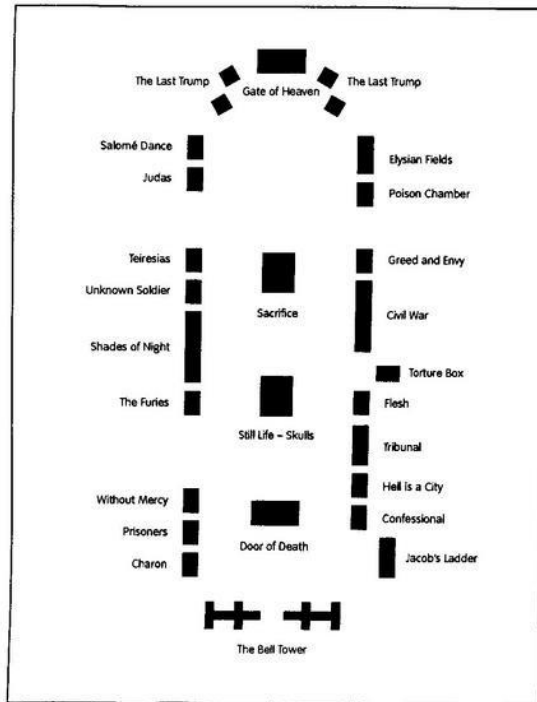 The Last Trump
The Last Trump
Gate of Heaven
Salomé Dance
Elysian Fields
Judas
Poison Chamber
Teiresias
Greed and Envy
Unknown Soldier
Sacrifice
Civil War
Shades of Night
Torture Box
The Furies
Flesh
Still Life – Skulls
Tribunal
Hell is a City
Without Mercy
Confessional
Prisoners
Door of Death
Jacob's Ladder
Charon
The Bell Tower